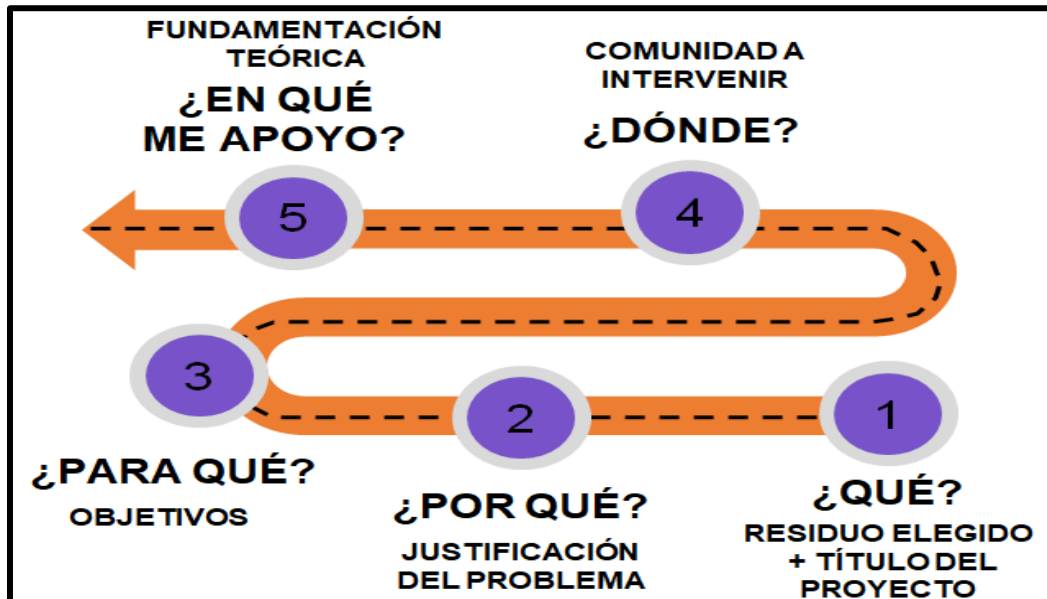 FUNDAMENTACIÓN
TEÓRICA
¿EN QUÉ
ME APOYO?
COMUNIDAD A
INTERVENIR
¿DÓNDE?
5
4
3
2
1
¿PARA QUÉ?
OBJETIVOS
¿POR QUÉ?
JUSTIFICACIÓN
DEL PROBLEMA
¿QUÉ?
RESIDUO ELEGIDO
+ TÍTULO DEL
PROYECTO